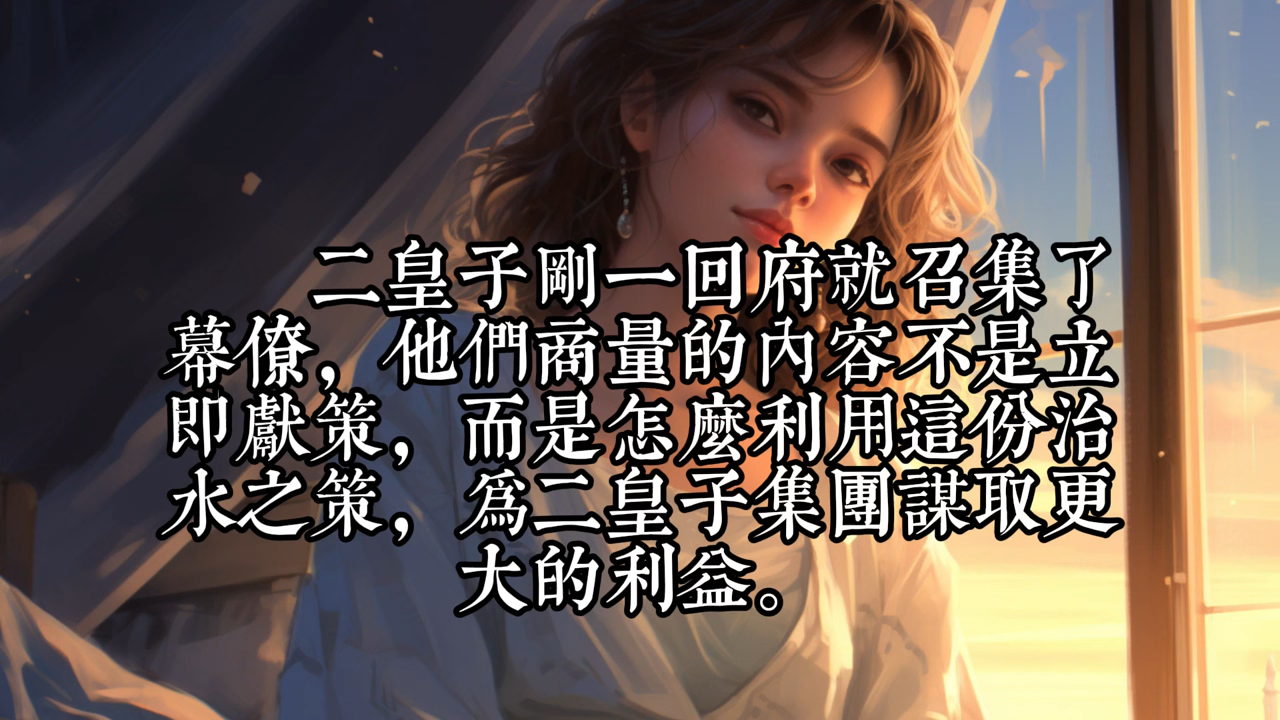 二皇子剛一回府就召集了
幕僚，他們商量的內容不是立
即獻策，而是怎麼利用這份治
水之策，爲二皇子集團謀取更
大的利益。